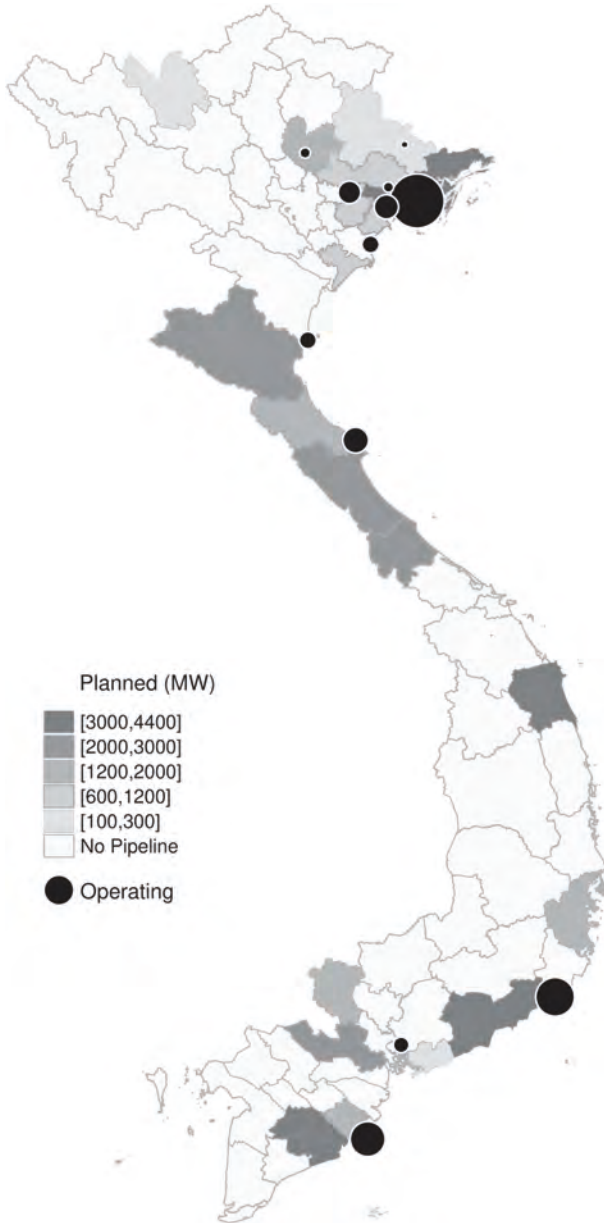 Planned (MW)
[3000,4400]
[2000,3000]
[1200,2000]
[600,1200]
[100,300]
No Pipeline
Operating